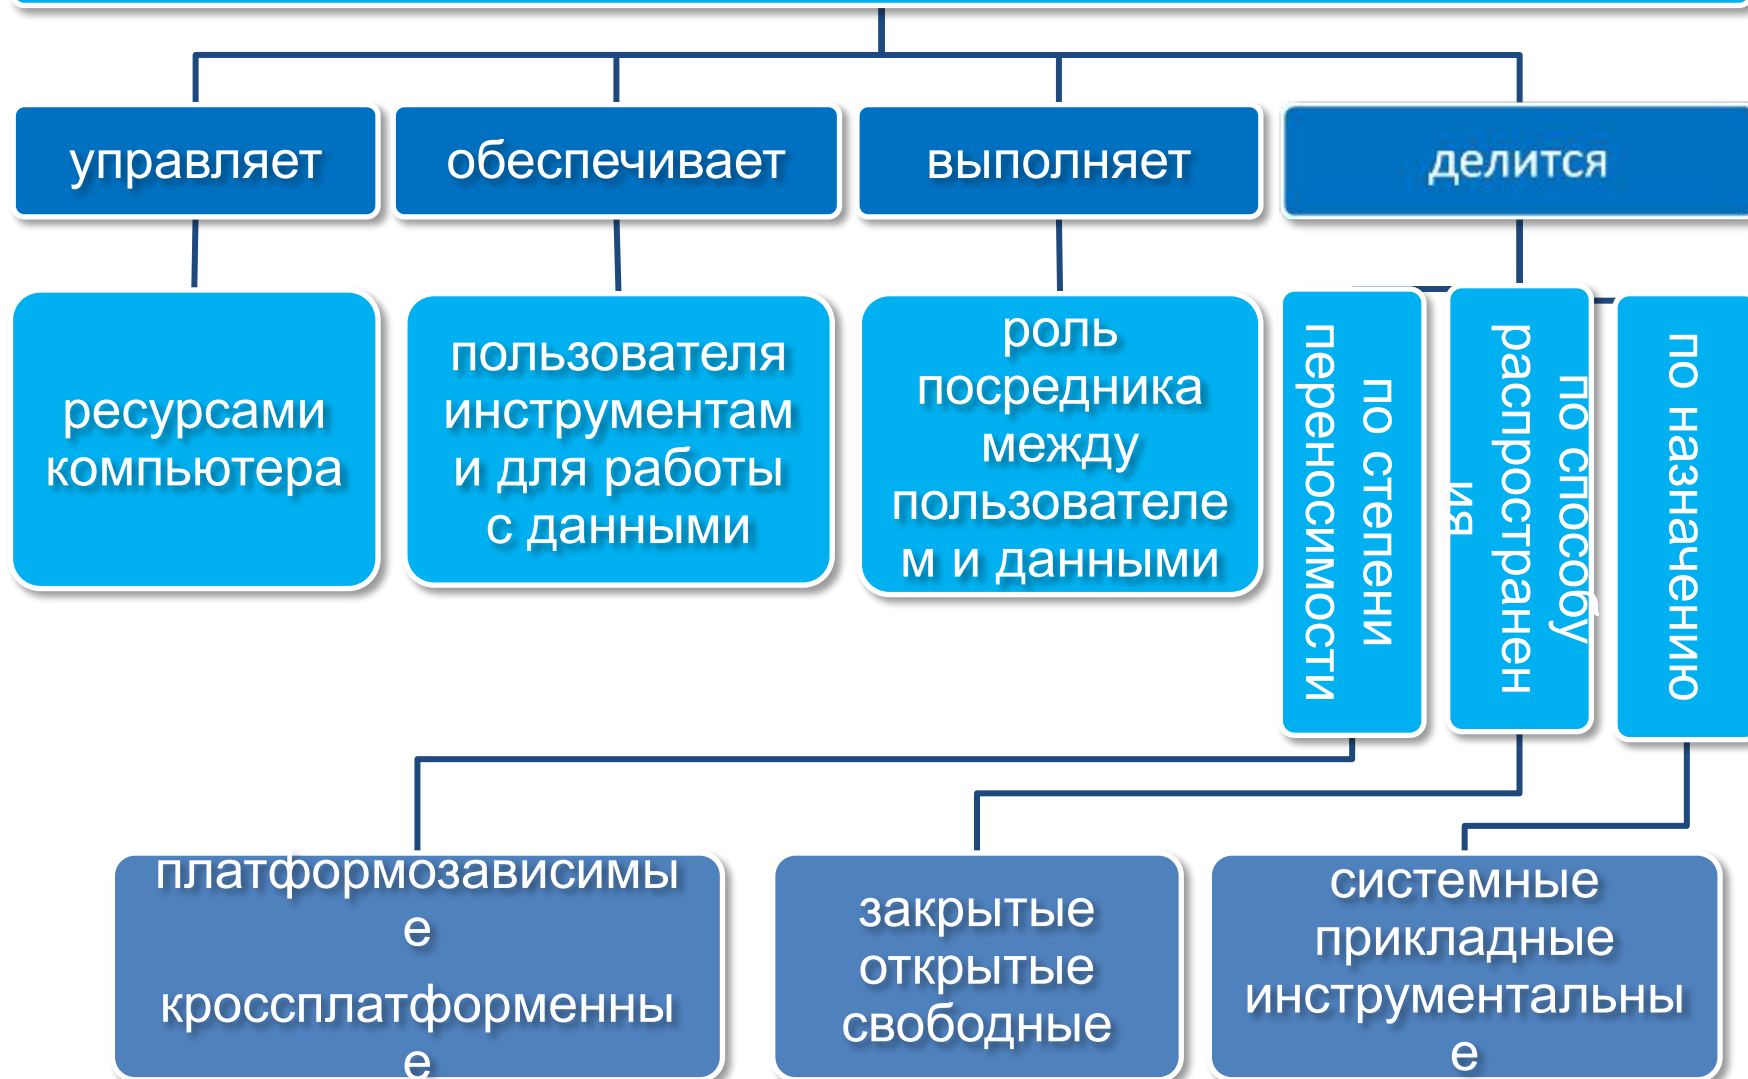 управляет
обеспечивает
выполняет
делится
ресурсами
компьютера
пользователя
инструментам
и для работы
с данными
роль
посредника
между
пользователе
м и данными
по степени
переносимости
по способу
распространен
ия
по назначению
платформозависимы
е
кроссплатформенны
е
закрытые
открытые
свободные
системные
прикладные
инструментальны
е